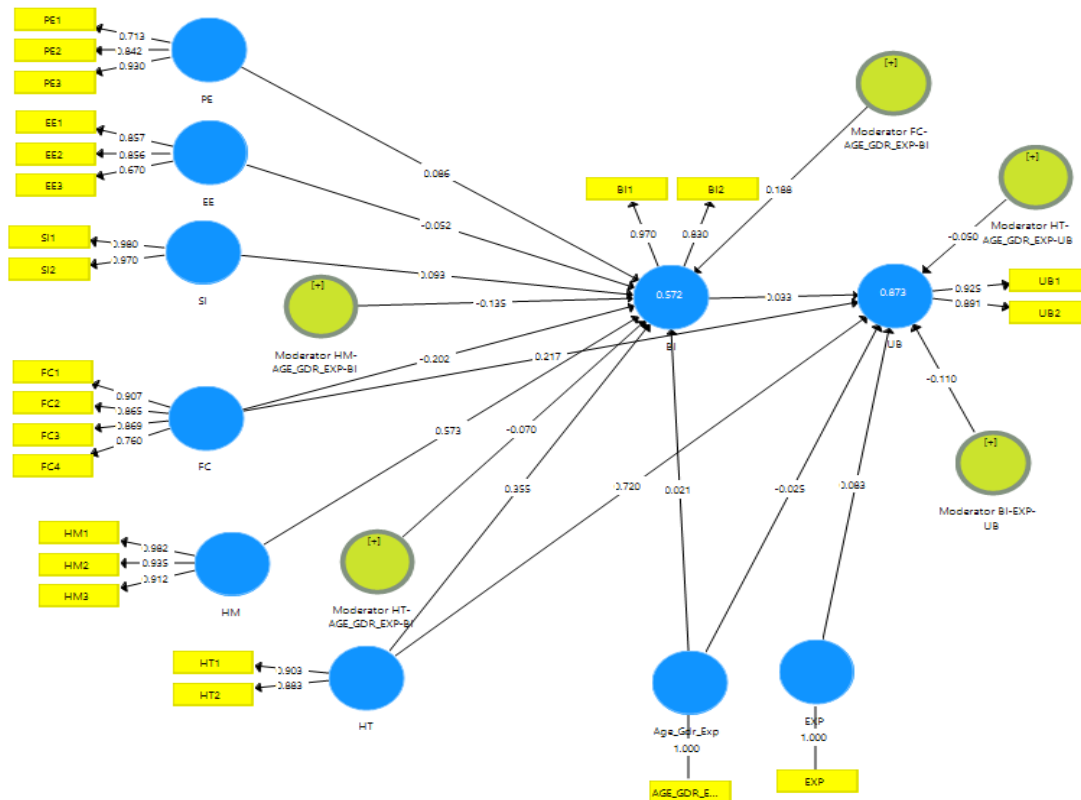 PE1
0.713
PE2
0.842
PE3
0.930
PE
EE1
0.857
EE2
0.856
EE3
0.670
EE
SI1
0.980
SI2
0.970
SI
FC1
0.907
FC2
0.865
FC3
0.869
FC4
0.760
FC
HM1
0.982
HM2
0.935
HM3
0.912
HM
HT1
0.903
HT2
0.883
HT
[+]
Moderator HM-
AGE_GDR_EXP-BI
[+]
Moderator HT-
AGE_GDR_EXP-BI
0.086
-0.052
0.093
-0.135
-0.202
0.217
0.573
-0.070
0.355
0.720
0.021
-0.025
0.083
BI1
BI2
0.970
0.830
0.572
BI
0.033
[+]
Moderator FC-
AGE_GDR_EXP-BI
0.188
[+]
Moderator HT-
AGE_GDR_EXP-UB
-0.050
0.873
UB
0.925
UB1
0.891
UB2
-0.110
[+]
Moderator BI-EXP-
UB
Age_Gdr_Exp
1.000
AGE_GDR_E...
EXP
1.000
EXP